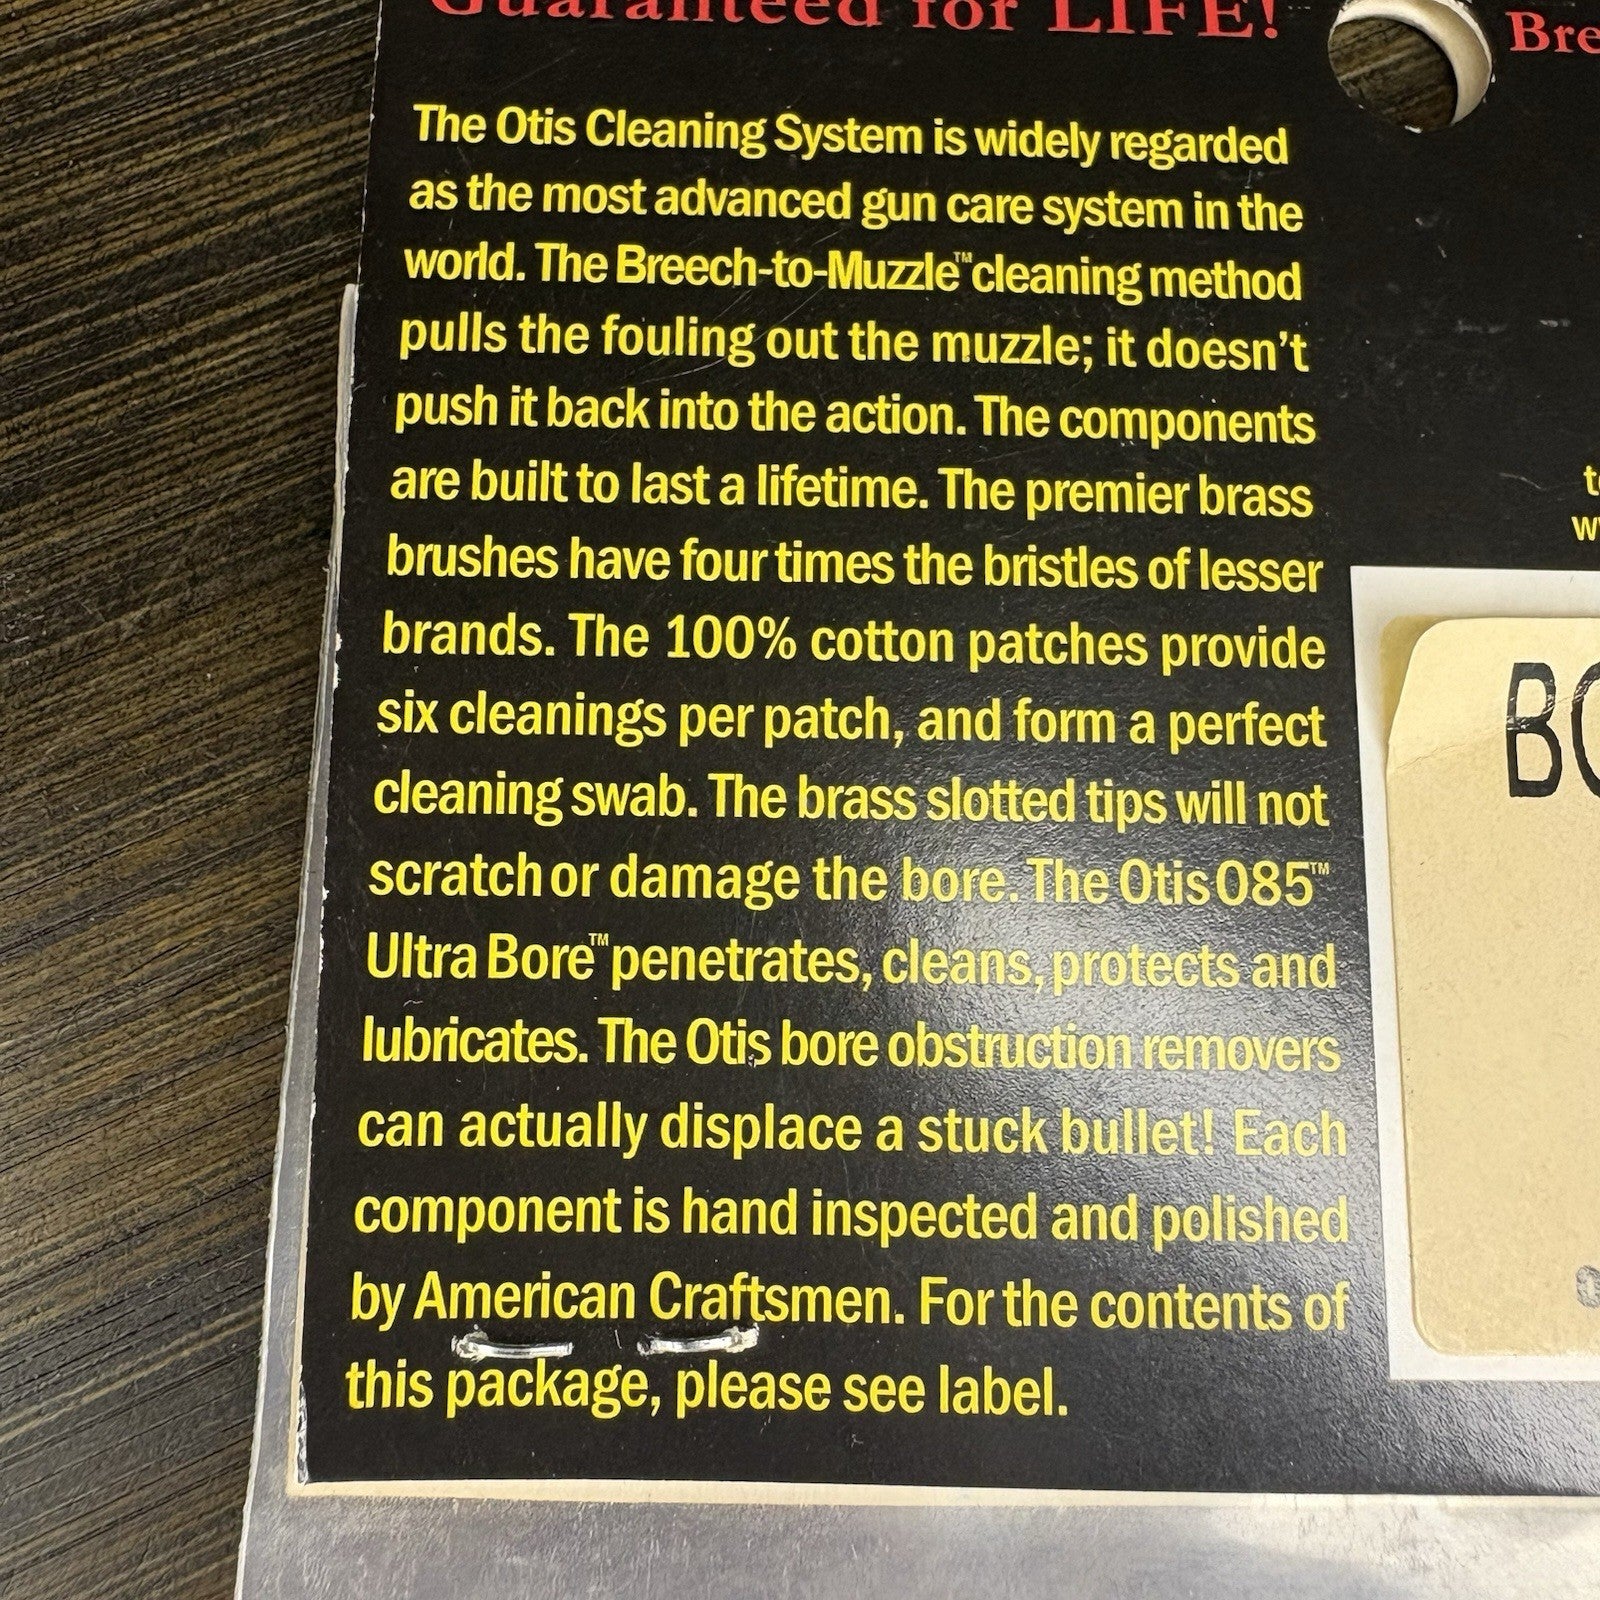 Guaranteed for LIFE!
Bre
The Otis Cleaning System is widely regarded
as the most advanced gun care system in the
world. The Breech-to-Muzzle™ cleaning method
pulls the fouling out the muzzle; it doesn't
push it back into the action. The components
are built to last a lifetime. The premier brass
brushes have four times the bristles of lesser
brands. The 100% cotton patches provide
six cleanings per patch, and form a perfect
cleaning swab. The brass slotted tips will not
scratch or damage the bore. The Otis O85™
Ultra Bore™ penetrates, cleans, protects and
lubricates. The Otis bore obstruction removers
can actually displace a stuck bullet! Each
component is hand inspected and polished
by American Craftsmen. For the contents of
this package, please see label.